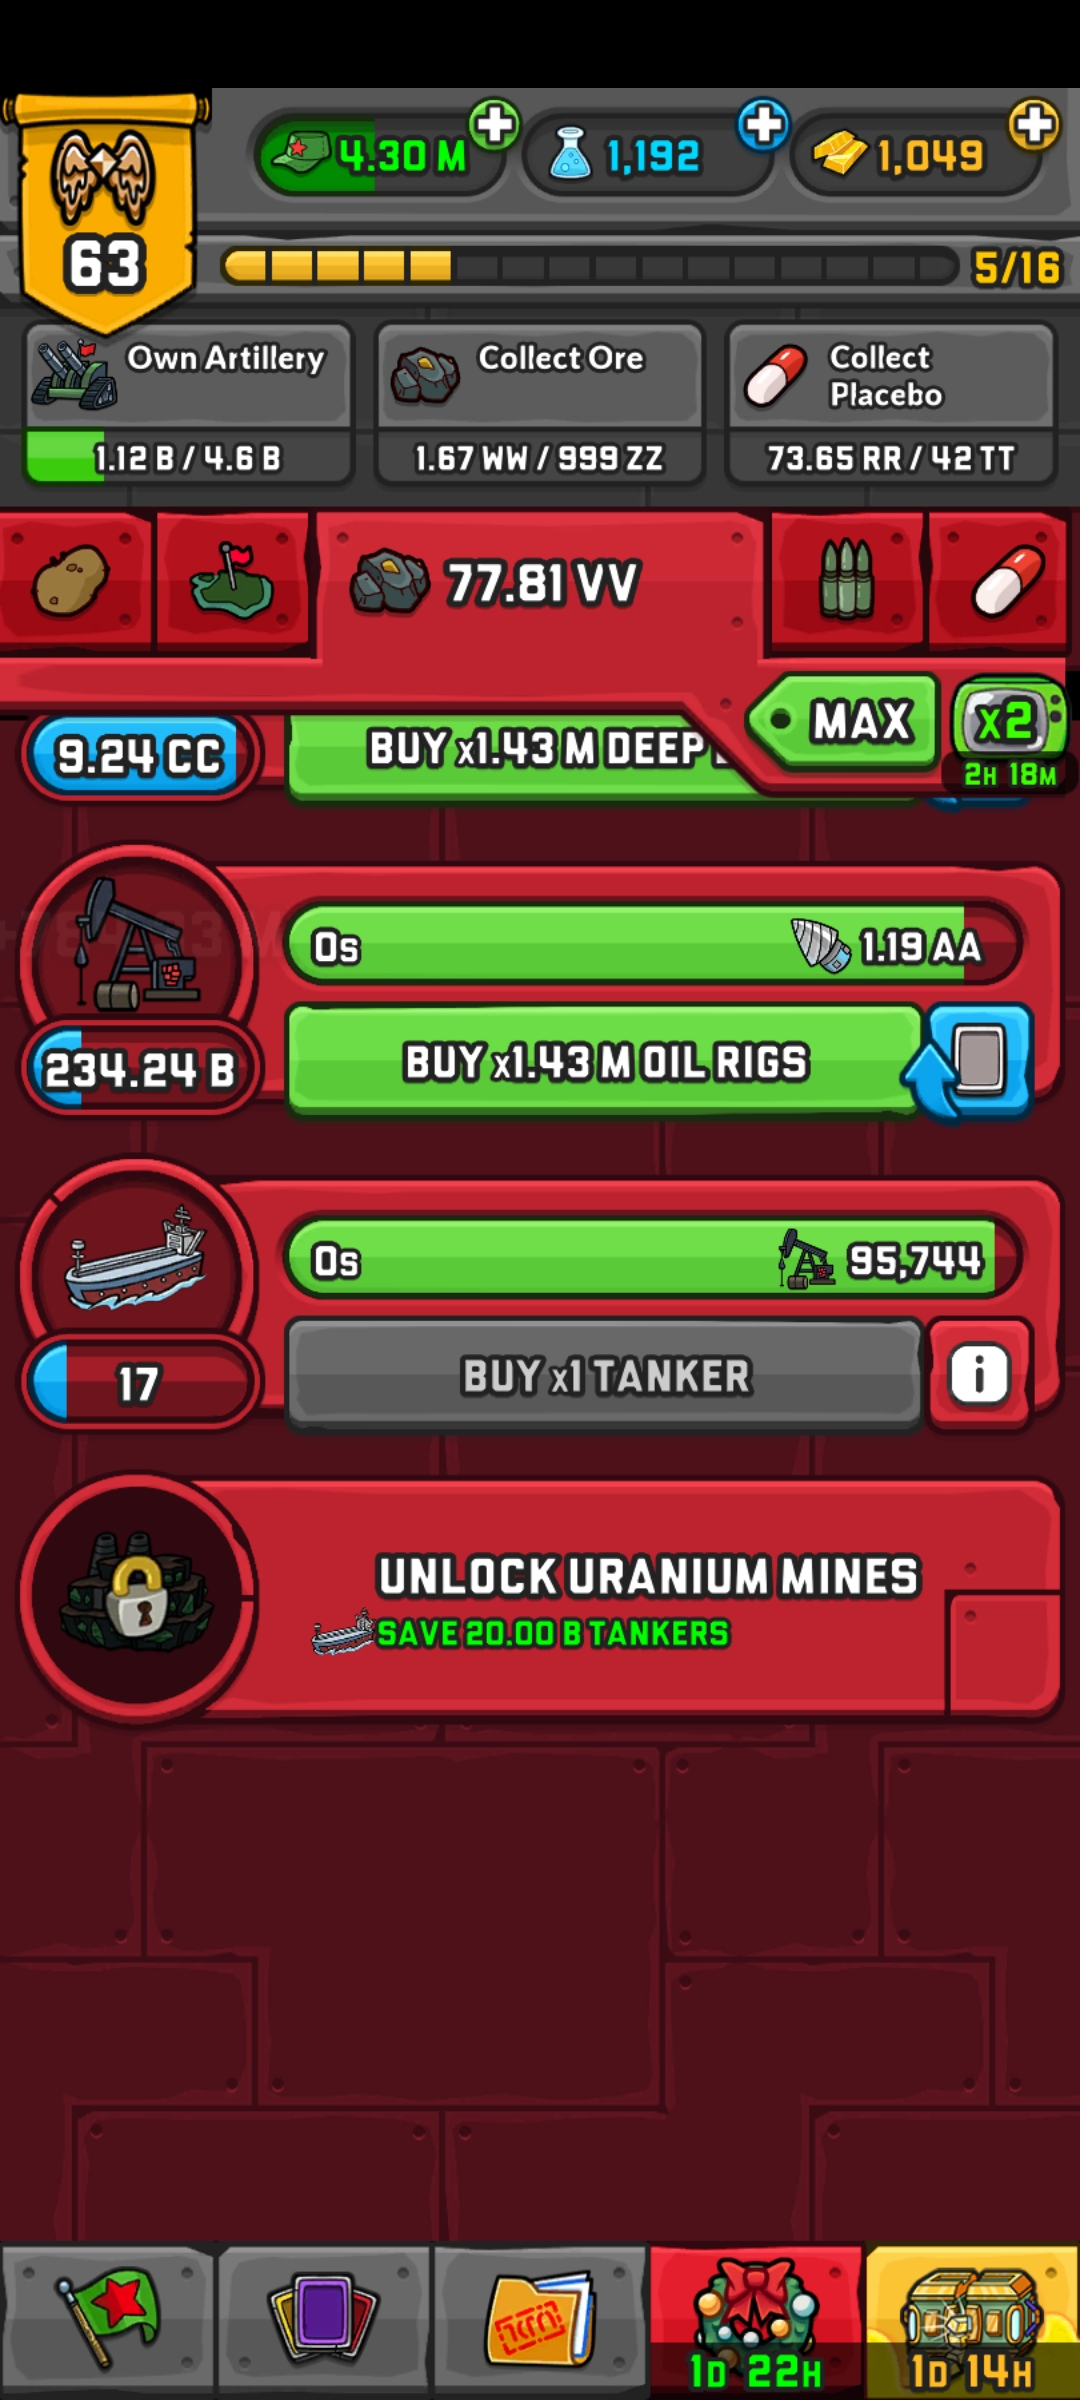 4.30 M
1,192
1,049
63
5/16
Own Artillery
1.12 B / 4.6 B
Collect Ore
1.67 WW / 999 ZZ
Collect
Placebo
73.65 RR / 42 TT
77.81 VV
MAX
x2
2H 18M
9.24 CC
BUY x1.43 M DEEP
0s
1.19 AA
234.24 B
BUY x1.43 M OIL RIGS
0s
95,744
17
BUY x1 TANKER
i
UNLOCK URANIUM MINES
SAVE 20.00 B TANKERS
1D 22H
1D 14H